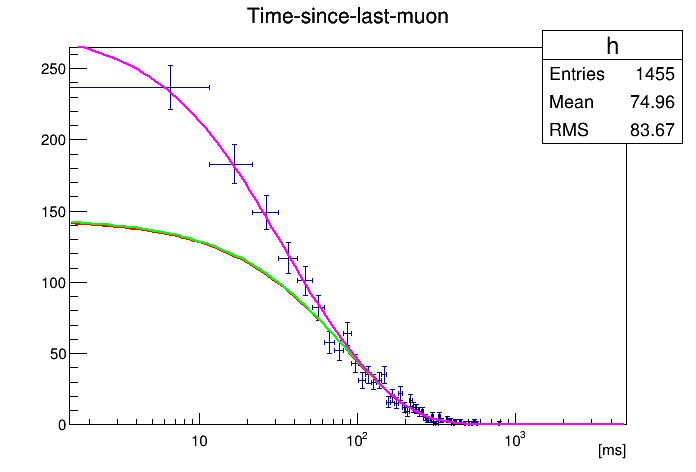 Time-since-last-muon
h
Entries 1455
Mean 74.96
RMS 83.67
250
200
150
100
50
0
10 10² 10³
[ms]